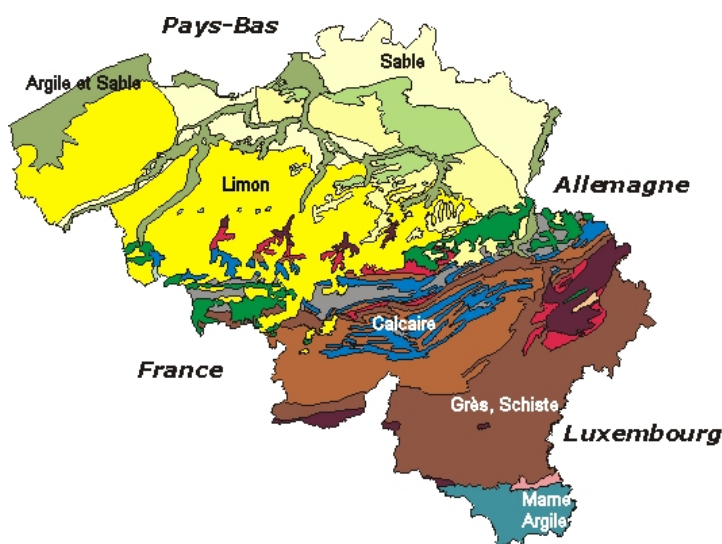 Pays-Bas
Sable
Argile et Sable
Limon
Allemagne
Calcaire
France
Grès, Schiste
Luxembourg
Marne
Argile